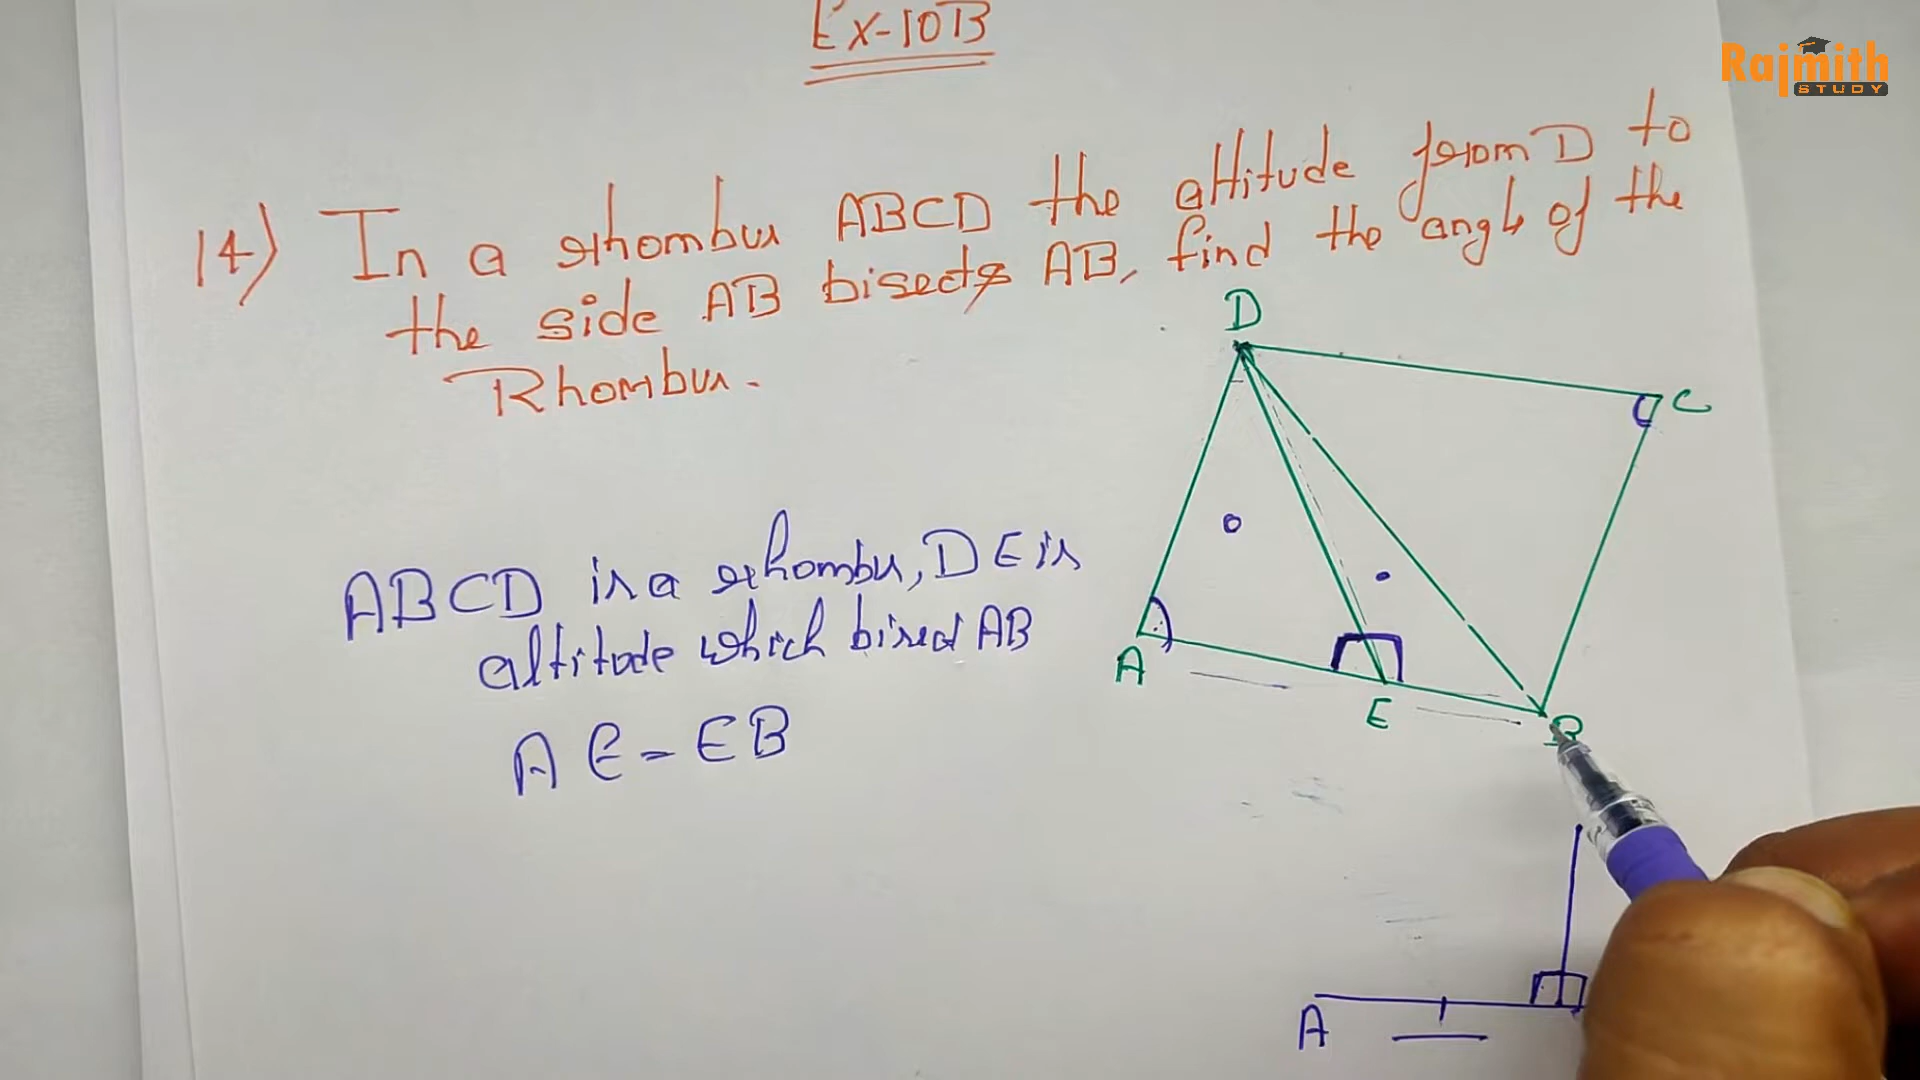 Ex-10B
Rajmith
STUDY
14) In a rhombus ABCD the altitude from D to
the side AB bisects AB, find the angle of the
Rhombus.
D
C
A
E
B
ABCD is a rhombus, DE is
altitude which bisect AB
AE = EB
A